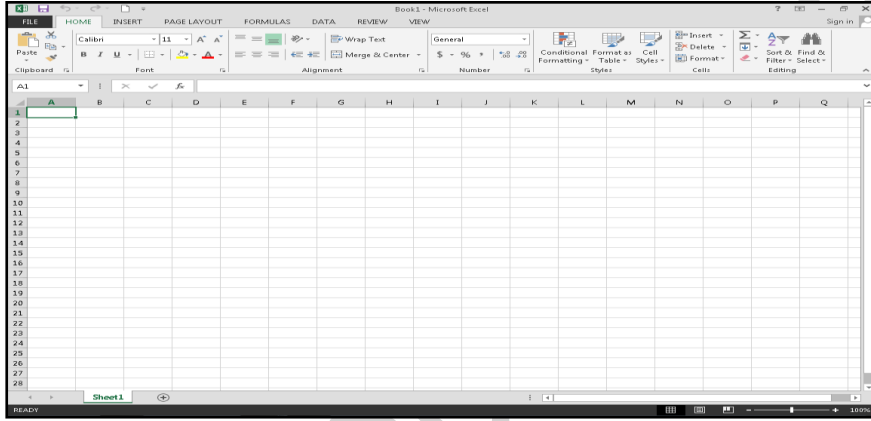 Book1 - Microsoft Excel
FILE HOME INSERT PAGE LAYOUT FORMULAS DATA REVIEW VIEW Sign in
Paste Calibri 11 A A Wrap Text General Conditional Formatting Format as Table Cell Styles Insert Sort & Filter Find & Select
B I U A Merge & Center $ % , Delete
Format
Clipboard Font Alignment Number Styles Cells Editing
A1 fx
A B C D E F G H I J K L M N O P Q
1
2
3
4
5
6
7
8
9
10
11
12
13
14
15
16
17
18
19
20
21
22
23
24
25
26
27
28
Sheet1
READY 100%